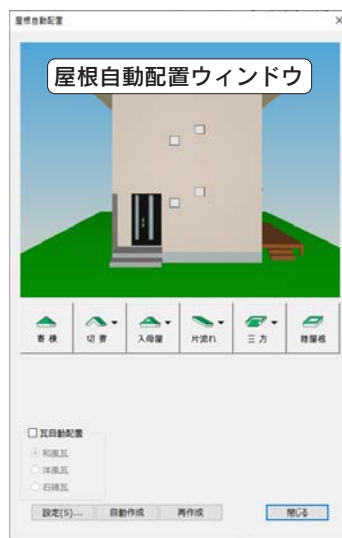 屋根自動配置
屋根自動配置ウィンドウ
寄棟 切妻 入母屋 片流れ 三方 陸屋根
瓦自動配置
和風瓦
洋風瓦
石綿瓦
設定(S)... 自動作成 再作成 閉じる